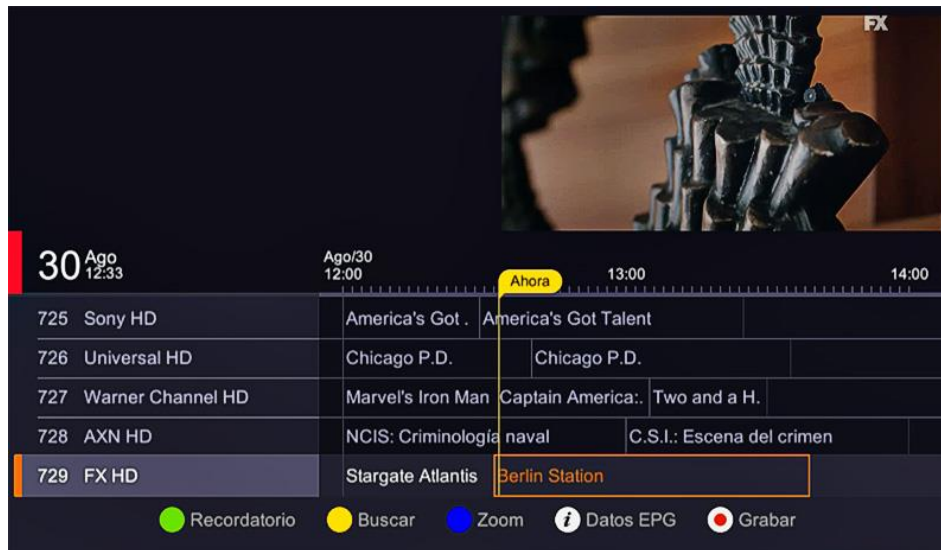 FX
30 Ago
12:33
Ago/30
12:00 Ahora 13:00 14:00
725 Sony HD America's Got . America's Got Talent
726 Universal HD Chicago P.D. Chicago P.D.
727 Warner Channel HD Marvel's Iron Man Captain America:. Two and a H.
728 AXN HD NCIS: Criminología naval C.S.I.: Escena del crimen
729 FX HD Stargate Atlantis Berlin Station
Recordatorio Buscar Zoom i Datos EPG Grabar